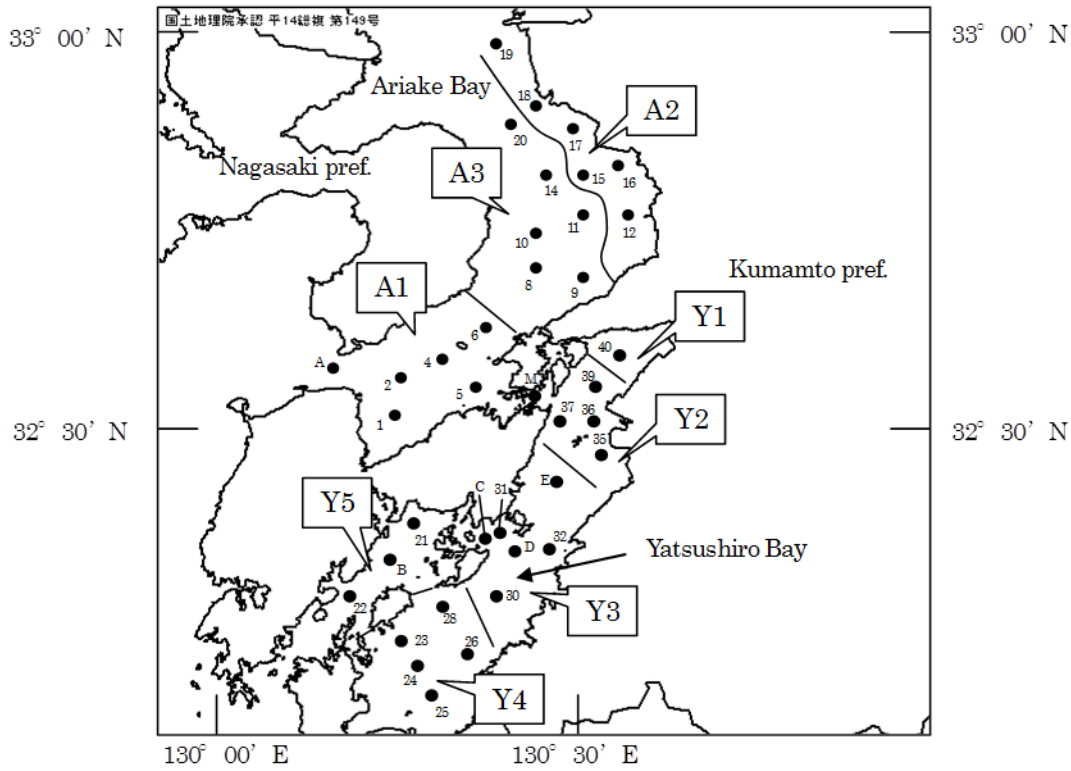 国土地理院承認 平14総複 第149号
33° 00′ N
33° 00′ N
19
Ariake Bay
18
A2
20
17
Nagasaki pref.
A3
16
14
15
11
12
10
Kumamto pref.
8
9
A1
Y1
6
40
A
4
39
2
M
5
37
36
1
32° 30′ N
32° 30′ N
Y2
35
E
C
31
Y5
21
D
32
Yatsushiro Bay
B
22
30
Y3
28
23
26
24
Y4
25
130° 00′ E
130° 30′ E